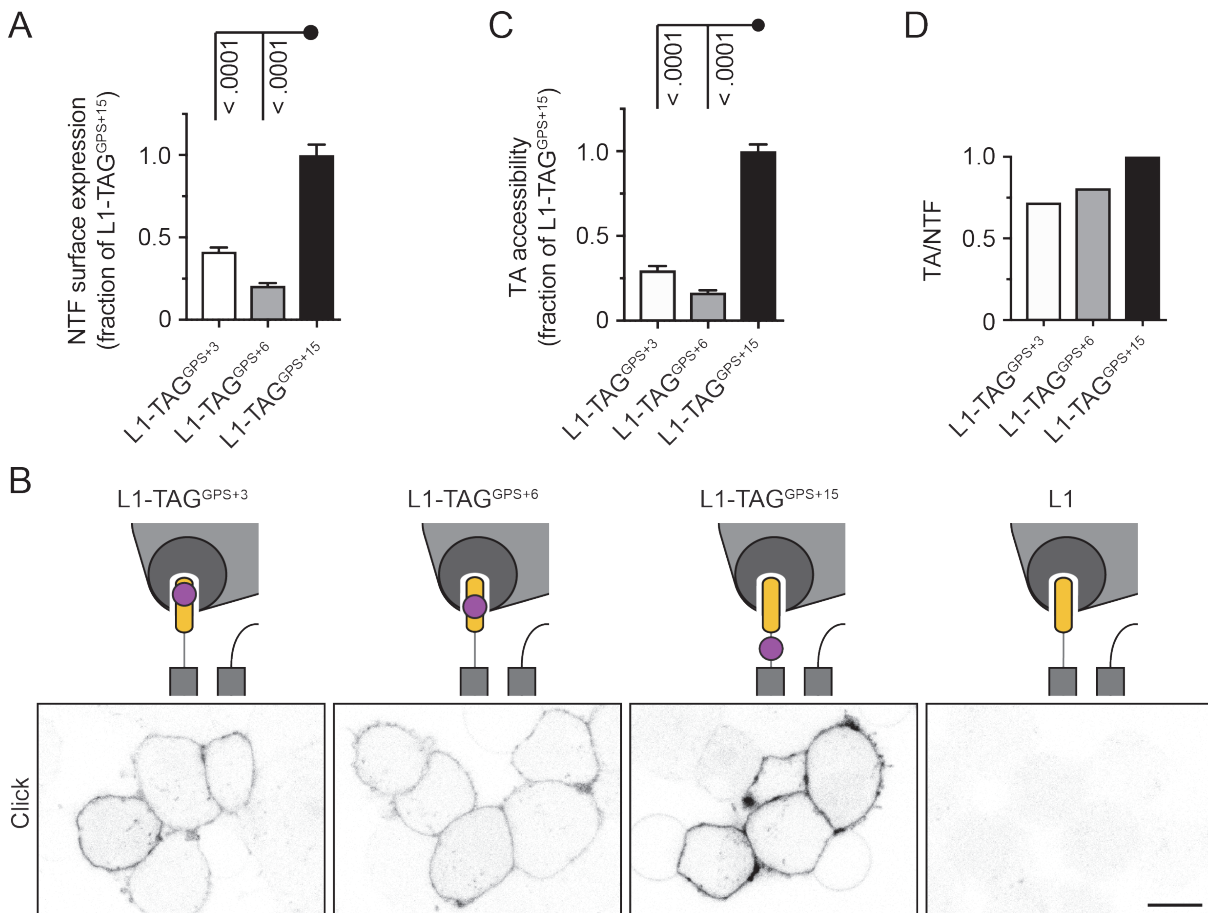 A
< .0001
< .0001
NTF surface expression
(fraction of L1-TAG^GPS+15)
1.0
0.5
0
L1-TAG^GPS+3
L1-TAG^GPS+6
L1-TAG^GPS+15
C
< .0001
< .0001
TA accessibility
(fraction of L1-TAG^GPS+15)
1.0
0.5
0
L1-TAG^GPS+3
L1-TAG^GPS+6
L1-TAG^GPS+15
D
TA/NTF
1.0
0.5
0
L1-TAG^GPS+3
L1-TAG^GPS+6
L1-TAG^GPS+15
B
L1-TAG^GPS+3
L1-TAG^GPS+6
L1-TAG^GPS+15
L1
Click